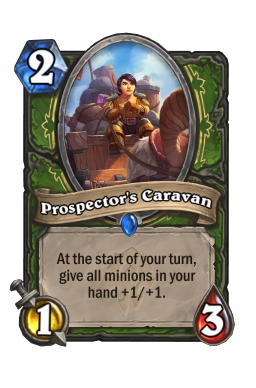 2
Prospector's Caravan
At the start of your turn,
give all minions in your
hand +1/+1.
1
3